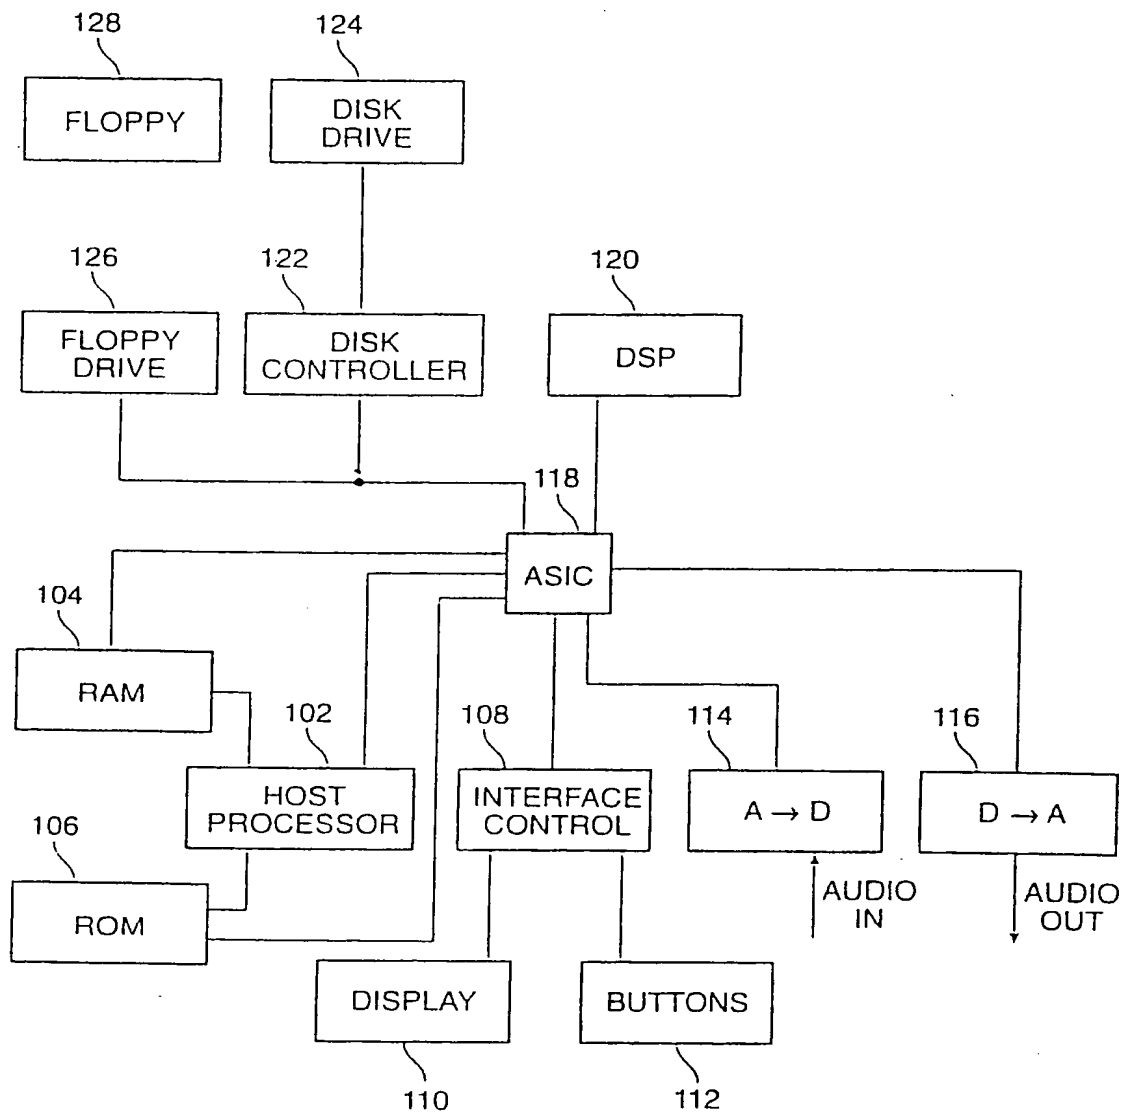 128
124
FLOPPY
DISK
DRIVE
126
122
120
FLOPPY
DRIVE
DISK
CONTROLLER
DSP
118
ASIC
104
RAM
102
108
114
116
HOST
PROCESSOR
INTERFACE
CONTROL
A → D
D → A
106
ROM
AUDIO
IN
AUDIO
OUT
DISPLAY
BUTTONS
110
112